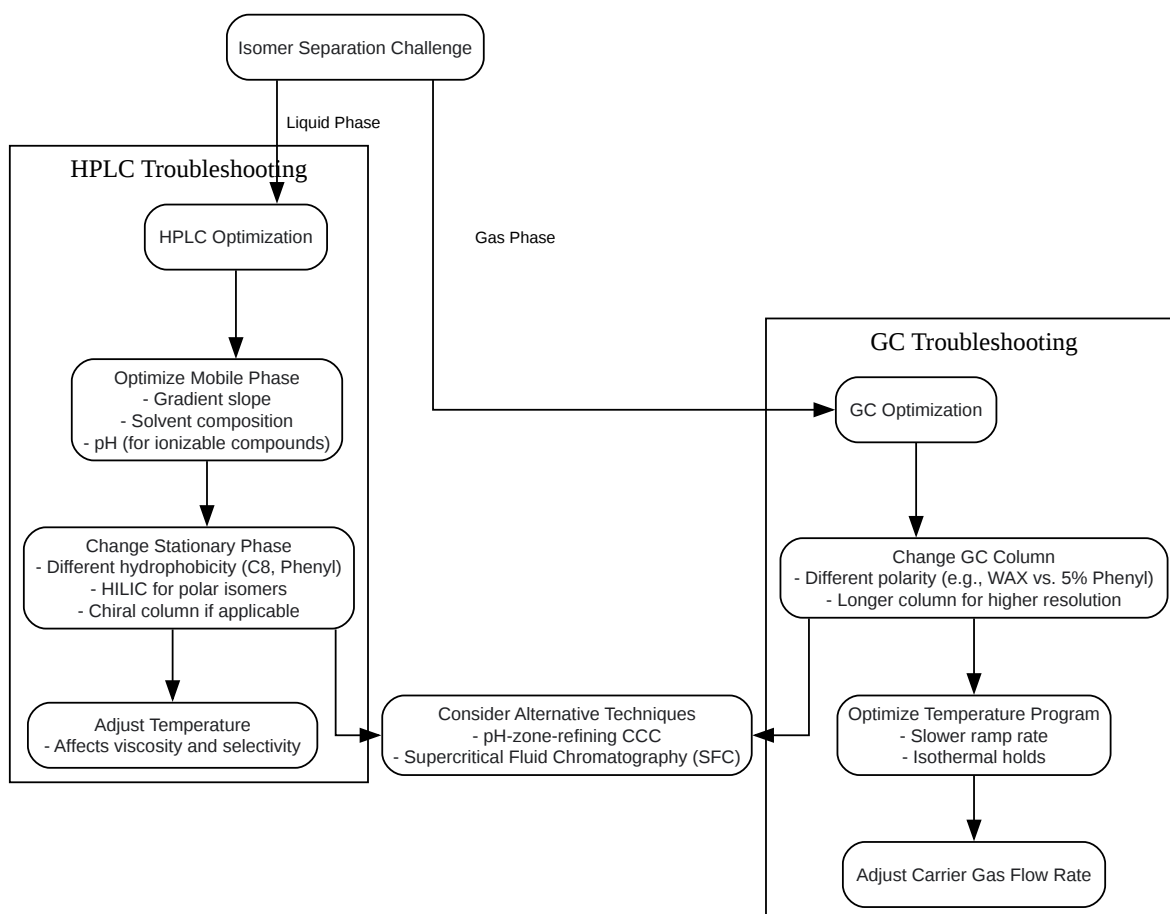 Isomer Separation Challenge
Liquid Phase
HPLC Troubleshooting
HPLC Optimization
Gas Phase
Optimize Mobile Phase
- Gradient slope
- Solvent composition
- pH (for ionizable compounds)
GC Troubleshooting
GC Optimization
Change Stationary Phase
- Different hydrophobicity (C8, Phenyl)
- HILIC for polar isomers
- Chiral column if applicable
Change GC Column
- Different polarity (e.g., WAX vs. 5% Phenyl)
- Longer column for higher resolution
Adjust Temperature
- Affects viscosity and selectivity
Consider Alternative Techniques
- pH-zone-refining CCC
- Supercritical Fluid Chromatography (SFC)
Optimize Temperature Program
- Slower ramp rate
- Isothermal holds
Adjust Carrier Gas Flow Rate